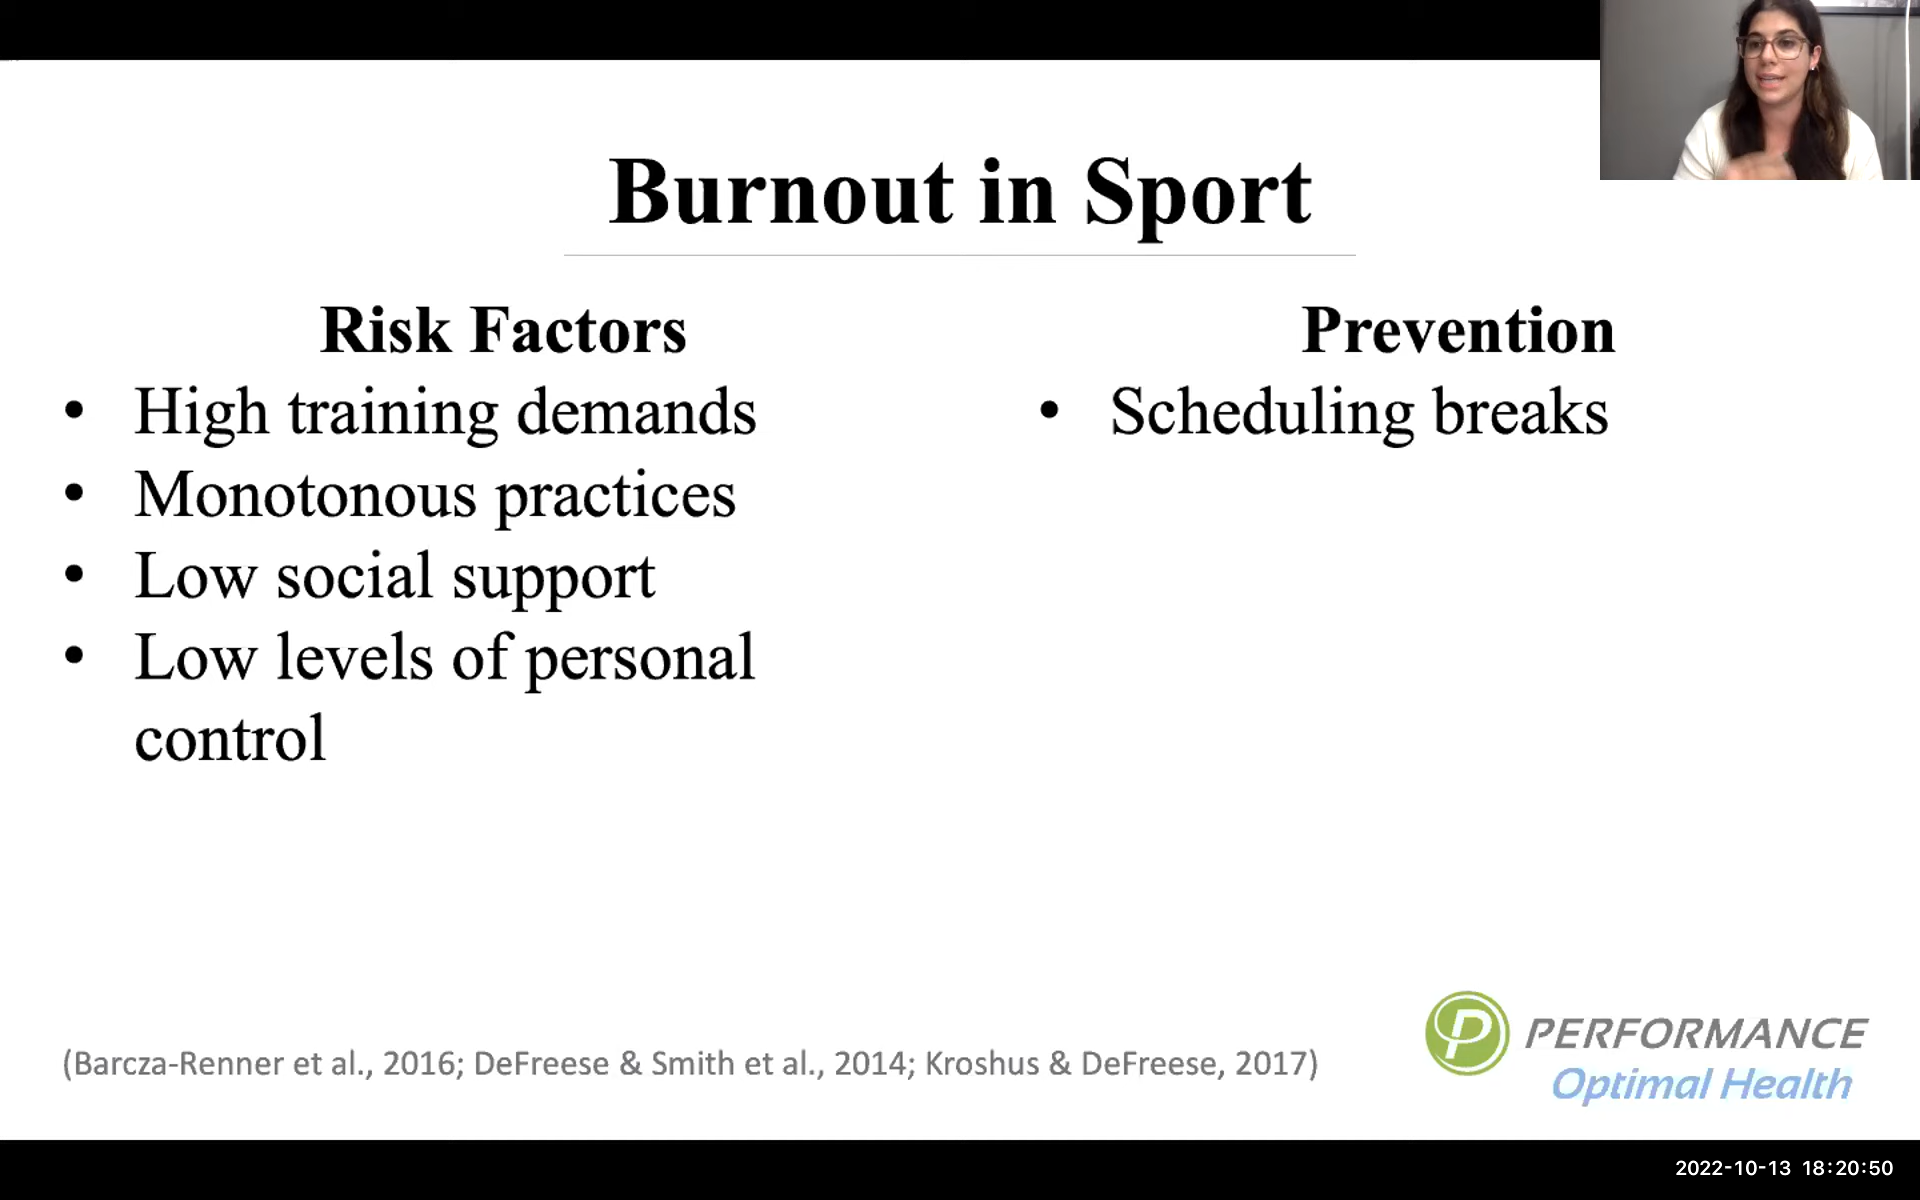 Burnout in Sport
Risk Factors
• High training demands
• Monotonous practices
• Low social support
• Low levels of personal
control
Prevention
• Scheduling breaks
(Barcza-Renner et al., 2016; DeFreese & Smith et al., 2014; Kroshus & DeFreese, 2017)
P PERFORMANCE
Optimal Health
2022-10-13 18:20:50